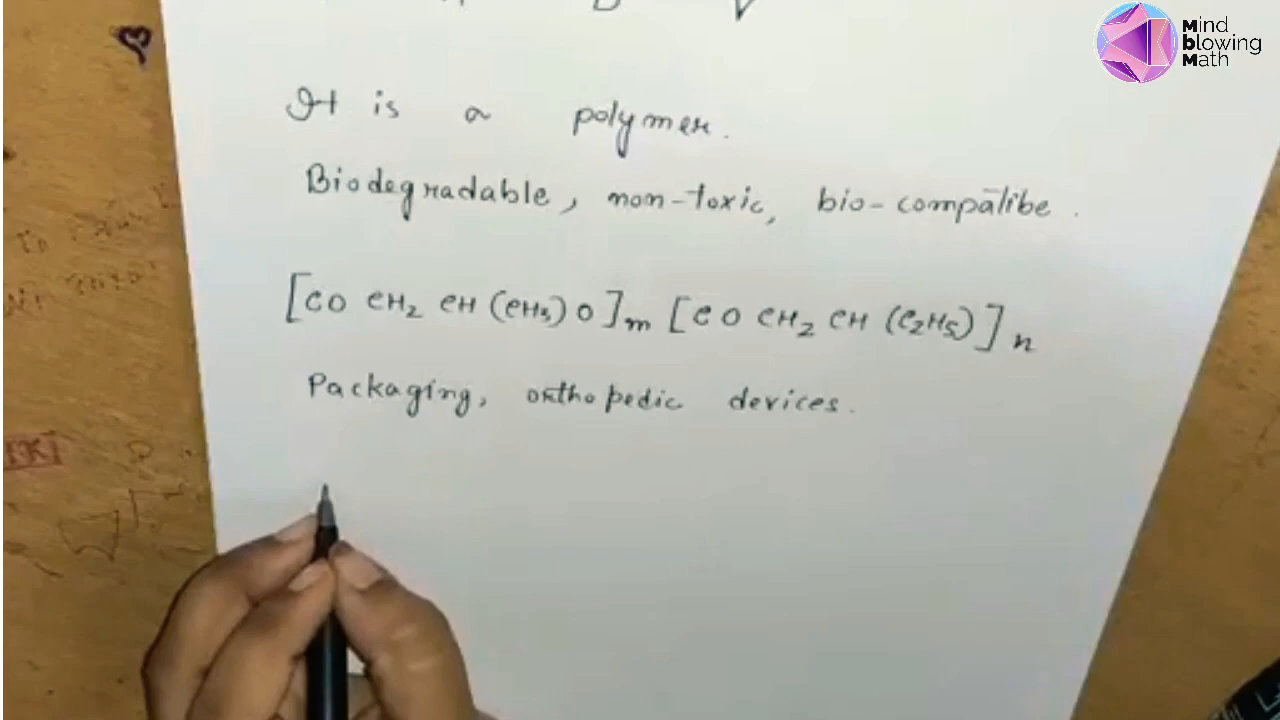 Mind
blowing
Math
It is a polymer.
Biodegradable, non-toxic, bio-compatibe.
[CO CH₂ CH (CH₃) O]ₘ [CO CH₂ CH (C₂H₅)]ₙ
Packaging, orthopedic devices.